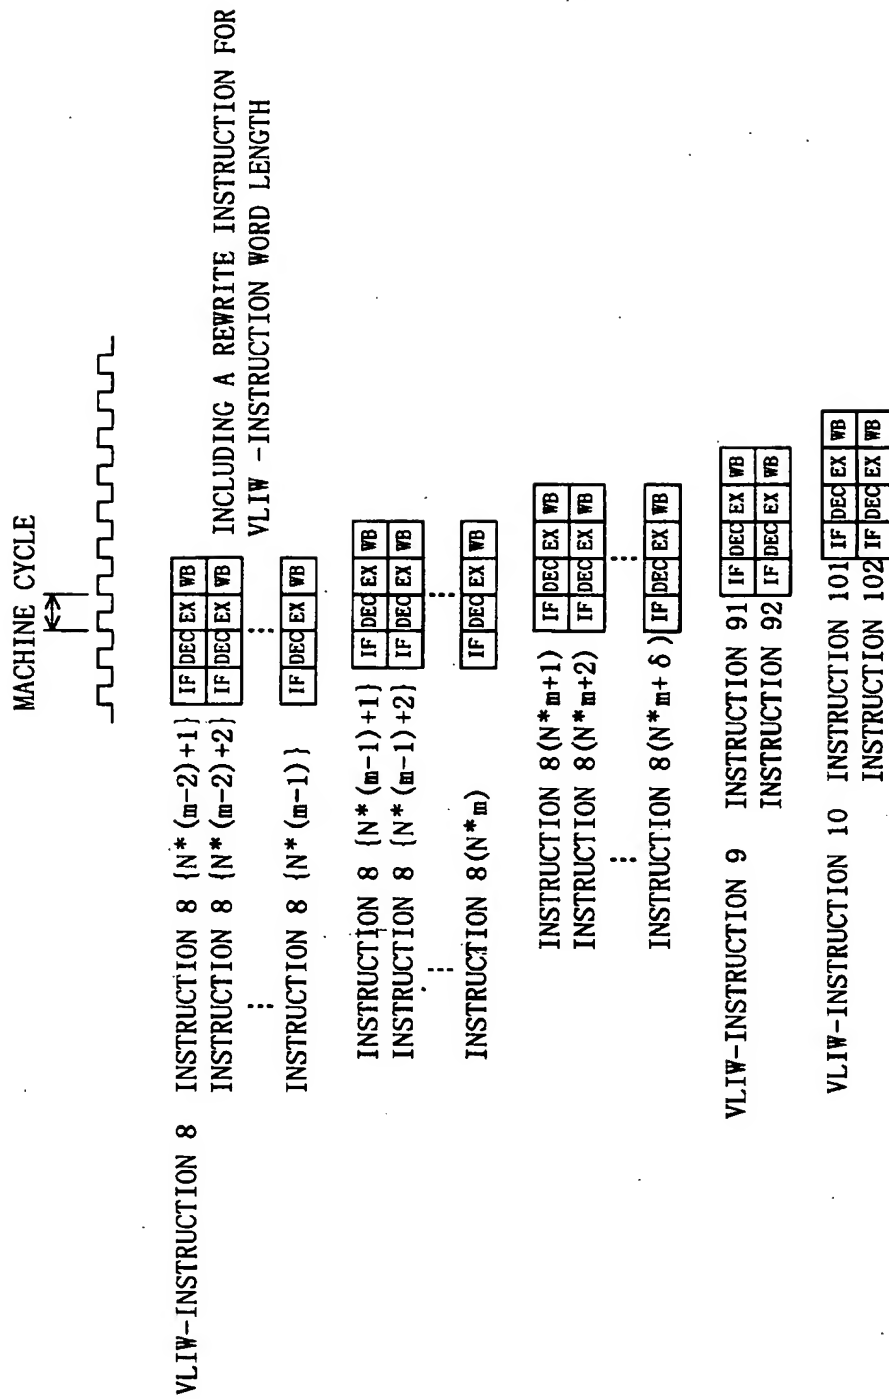 MACHINE CYCLE
VLIW-INSTRUCTION 8 INSTRUCTION 8 {N*(m-2)+1} IF DEC EX WB
INSTRUCTION 8 {N*(m-2)+2} IF DEC EX WB
INCLUDING A REWRITE INSTRUCTION FOR
VLIW -INSTRUCTION WORD LENGTH
... ...
INSTRUCTION 8 {N*(m-1)} IF DEC EX WB
INSTRUCTION 8 {N*(m-1)+1} IF DEC EX WB
INSTRUCTION 8 {N*(m-1)+2} IF DEC EX WB
... ...
INSTRUCTION 8(N*m) IF DEC EX WB
INSTRUCTION 8(N*m+1) IF DEC EX WB
INSTRUCTION 8(N*m+2) IF DEC EX WB
... ...
INSTRUCTION 8(N*m+ δ) IF DEC EX WB
VLIW-INSTRUCTION 9 INSTRUCTION 91 IF DEC EX WB
INSTRUCTION 92 IF DEC EX WB
VLIW-INSTRUCTION 10 INSTRUCTION 101 IF DEC EX WB
INSTRUCTION 102 IF DEC EX WB